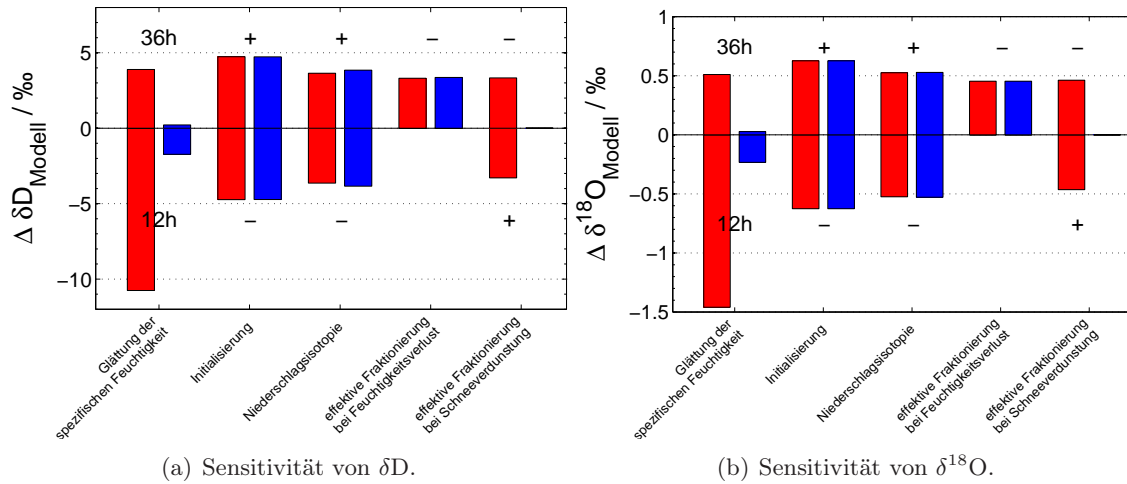 Δ δD_Modell / ‰
5
0
−5
−10
36h
+
+
−
−
12h
−
−
+
Glättung der
spezifischen Feuchtigkeit
Initialisierung
Niederschlagsisotopie
effektive Fraktionierung
bei Feuchtigkeitsverlust
effektive Fraktionierung
bei Schneeverdunstung
(a) Sensitivität von δD.
Δ δ¹⁸O_Modell / ‰
1
0.5
0
−0.5
−1
−1.5
36h
+
+
−
−
12h
−
−
+
Glättung der
spezifischen Feuchtigkeit
Initialisierung
Niederschlagsisotopie
effektive Fraktionierung
bei Feuchtigkeitsverlust
effektive Fraktionierung
bei Schneeverdunstung
(b) Sensitivität von δ¹⁸O.